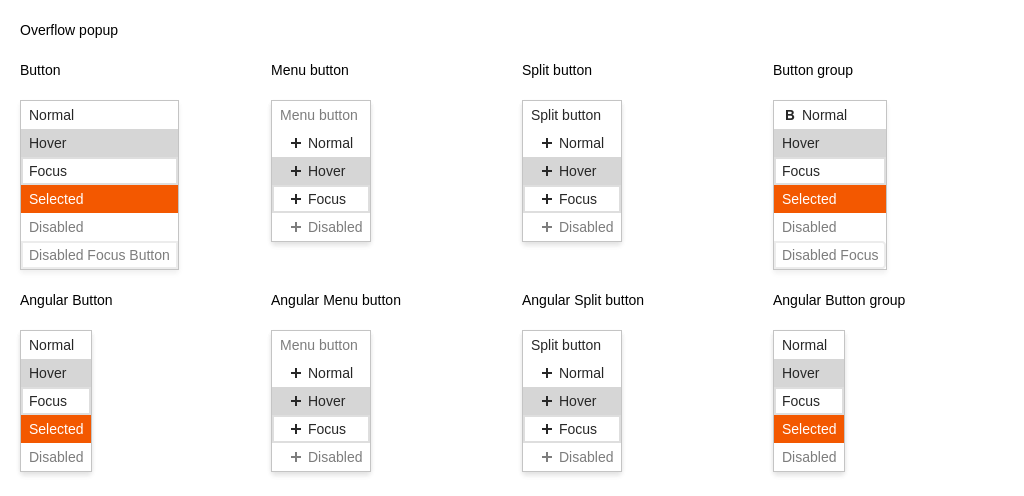 Overflow popup
Button
Normal
Hover
Focus
Selected
Disabled
Disabled Focus Button
Menu button
Menu button
Normal
Hover
Focus
Disabled
Split button
Split button
Normal
Hover
Focus
Disabled
Button group
B Normal
Hover
Focus
Selected
Disabled
Disabled Focus
Angular Button
Normal
Hover
Focus
Selected
Disabled
Angular Menu button
Menu button
Normal
Hover
Focus
Disabled
Angular Split button
Split button
Normal
Hover
Focus
Disabled
Angular Button group
Normal
Hover
Focus
Selected
Disabled